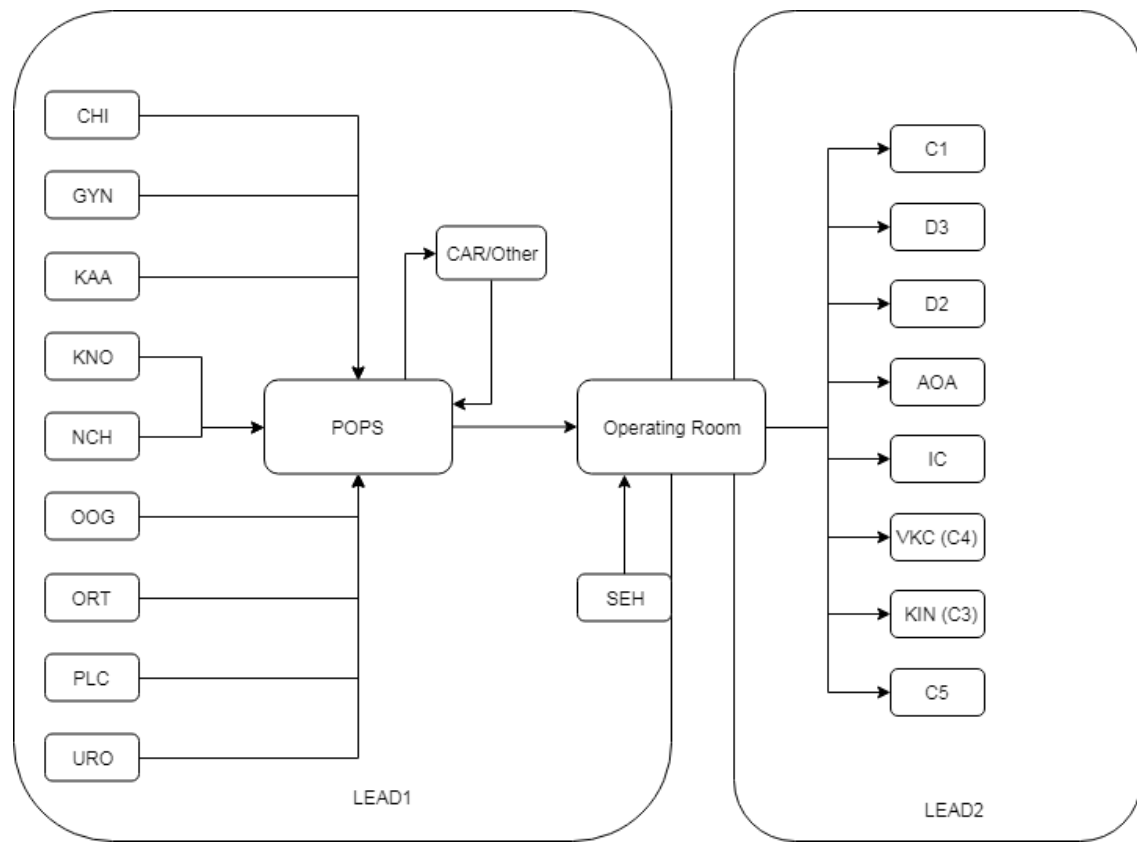 CHI
GYN
KAA
KNO
NCH
OOG
ORT
PLC
URO
CAR/Other
POPS
Operating Room
SEH
LEAD1
C1
D3
D2
AOA
IC
VKC (C4)
KIN (C3)
C5
LEAD2